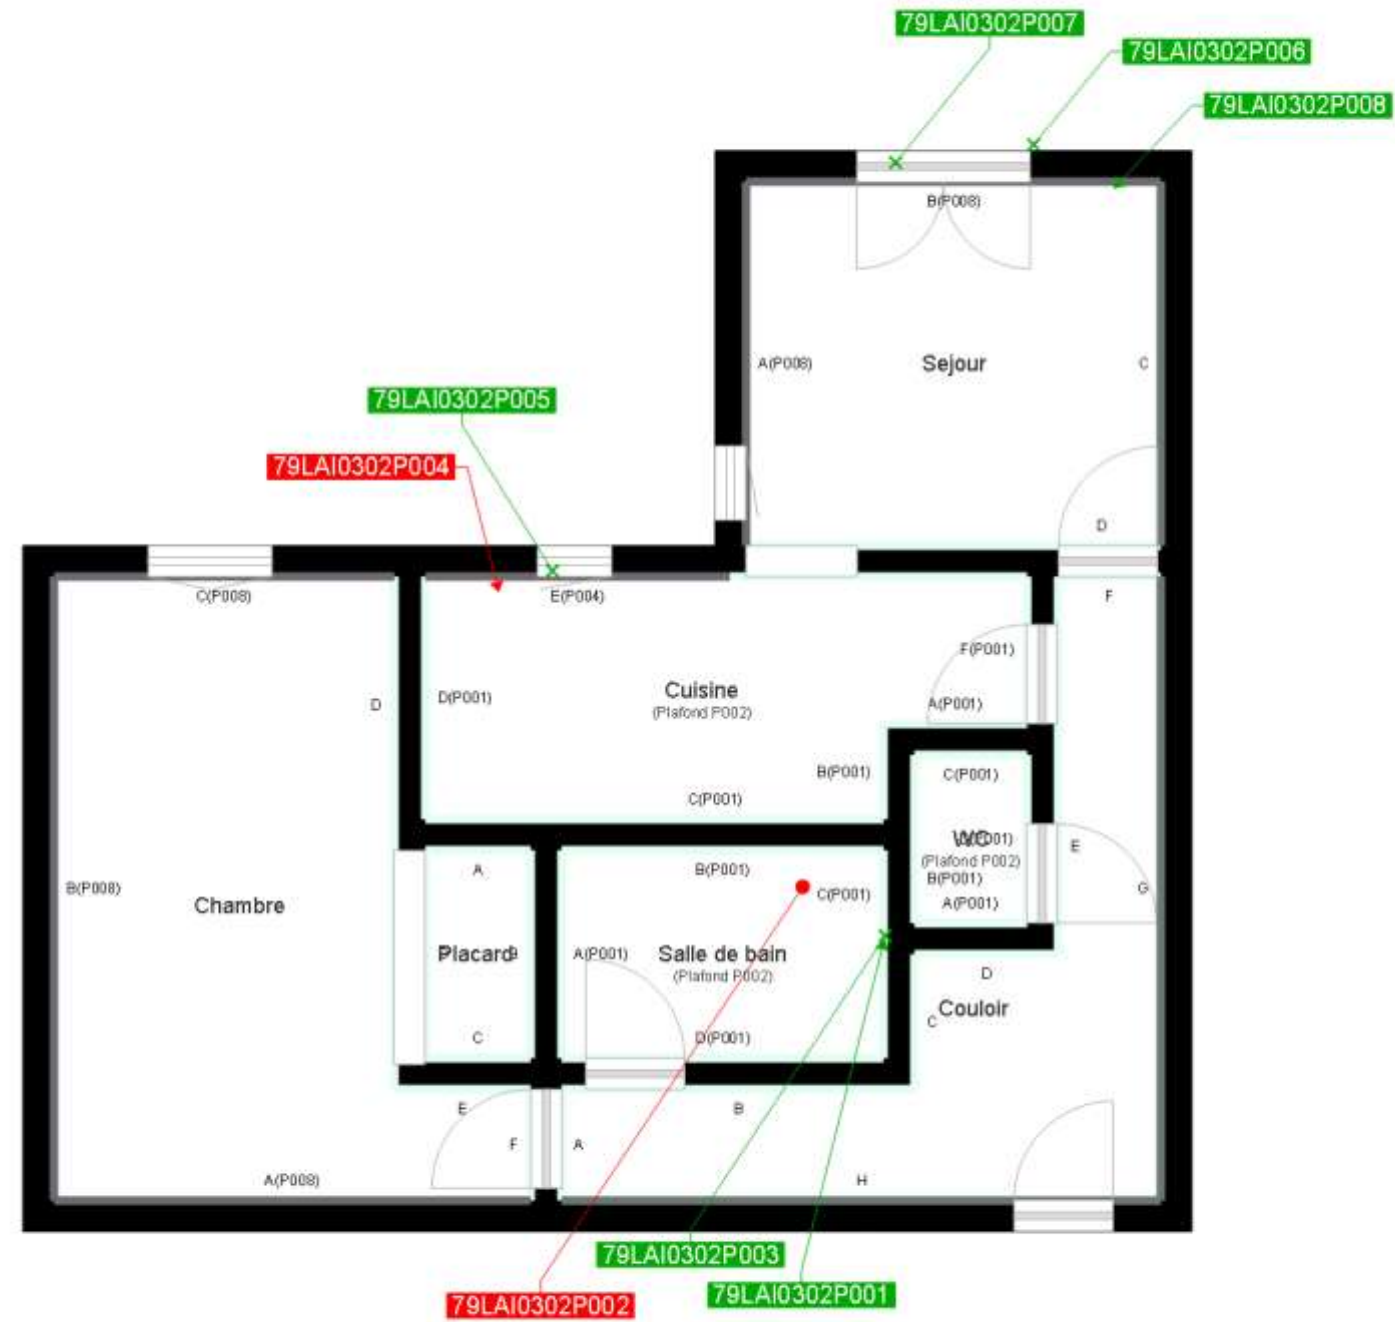 79LAI0302P007
79LAI0302P006
79LAI0302P008
B(P008)
A(P008)
Sejour
C
79LAI0302P005
79LAI0302P004
D
C(P008)
E(P004)
F
F(P001)
D(P001)
Cuisine
(Plafond P002)
D
A(P001)
B(P001)
C(P001)
C(P001)
WC
(Plafond P002)
E
B(P001)
A(P001)
G
A
B(P001)
C(P001)
B(P008)
Chambre
Placard
A(P001)
Salle de bain
(Plafond P002)
D
Couloir
C
C
D(P001)
E
B
F
A
A(P008)
H
79LAI0302P003
79LAI0302P001
79LAI0302P002